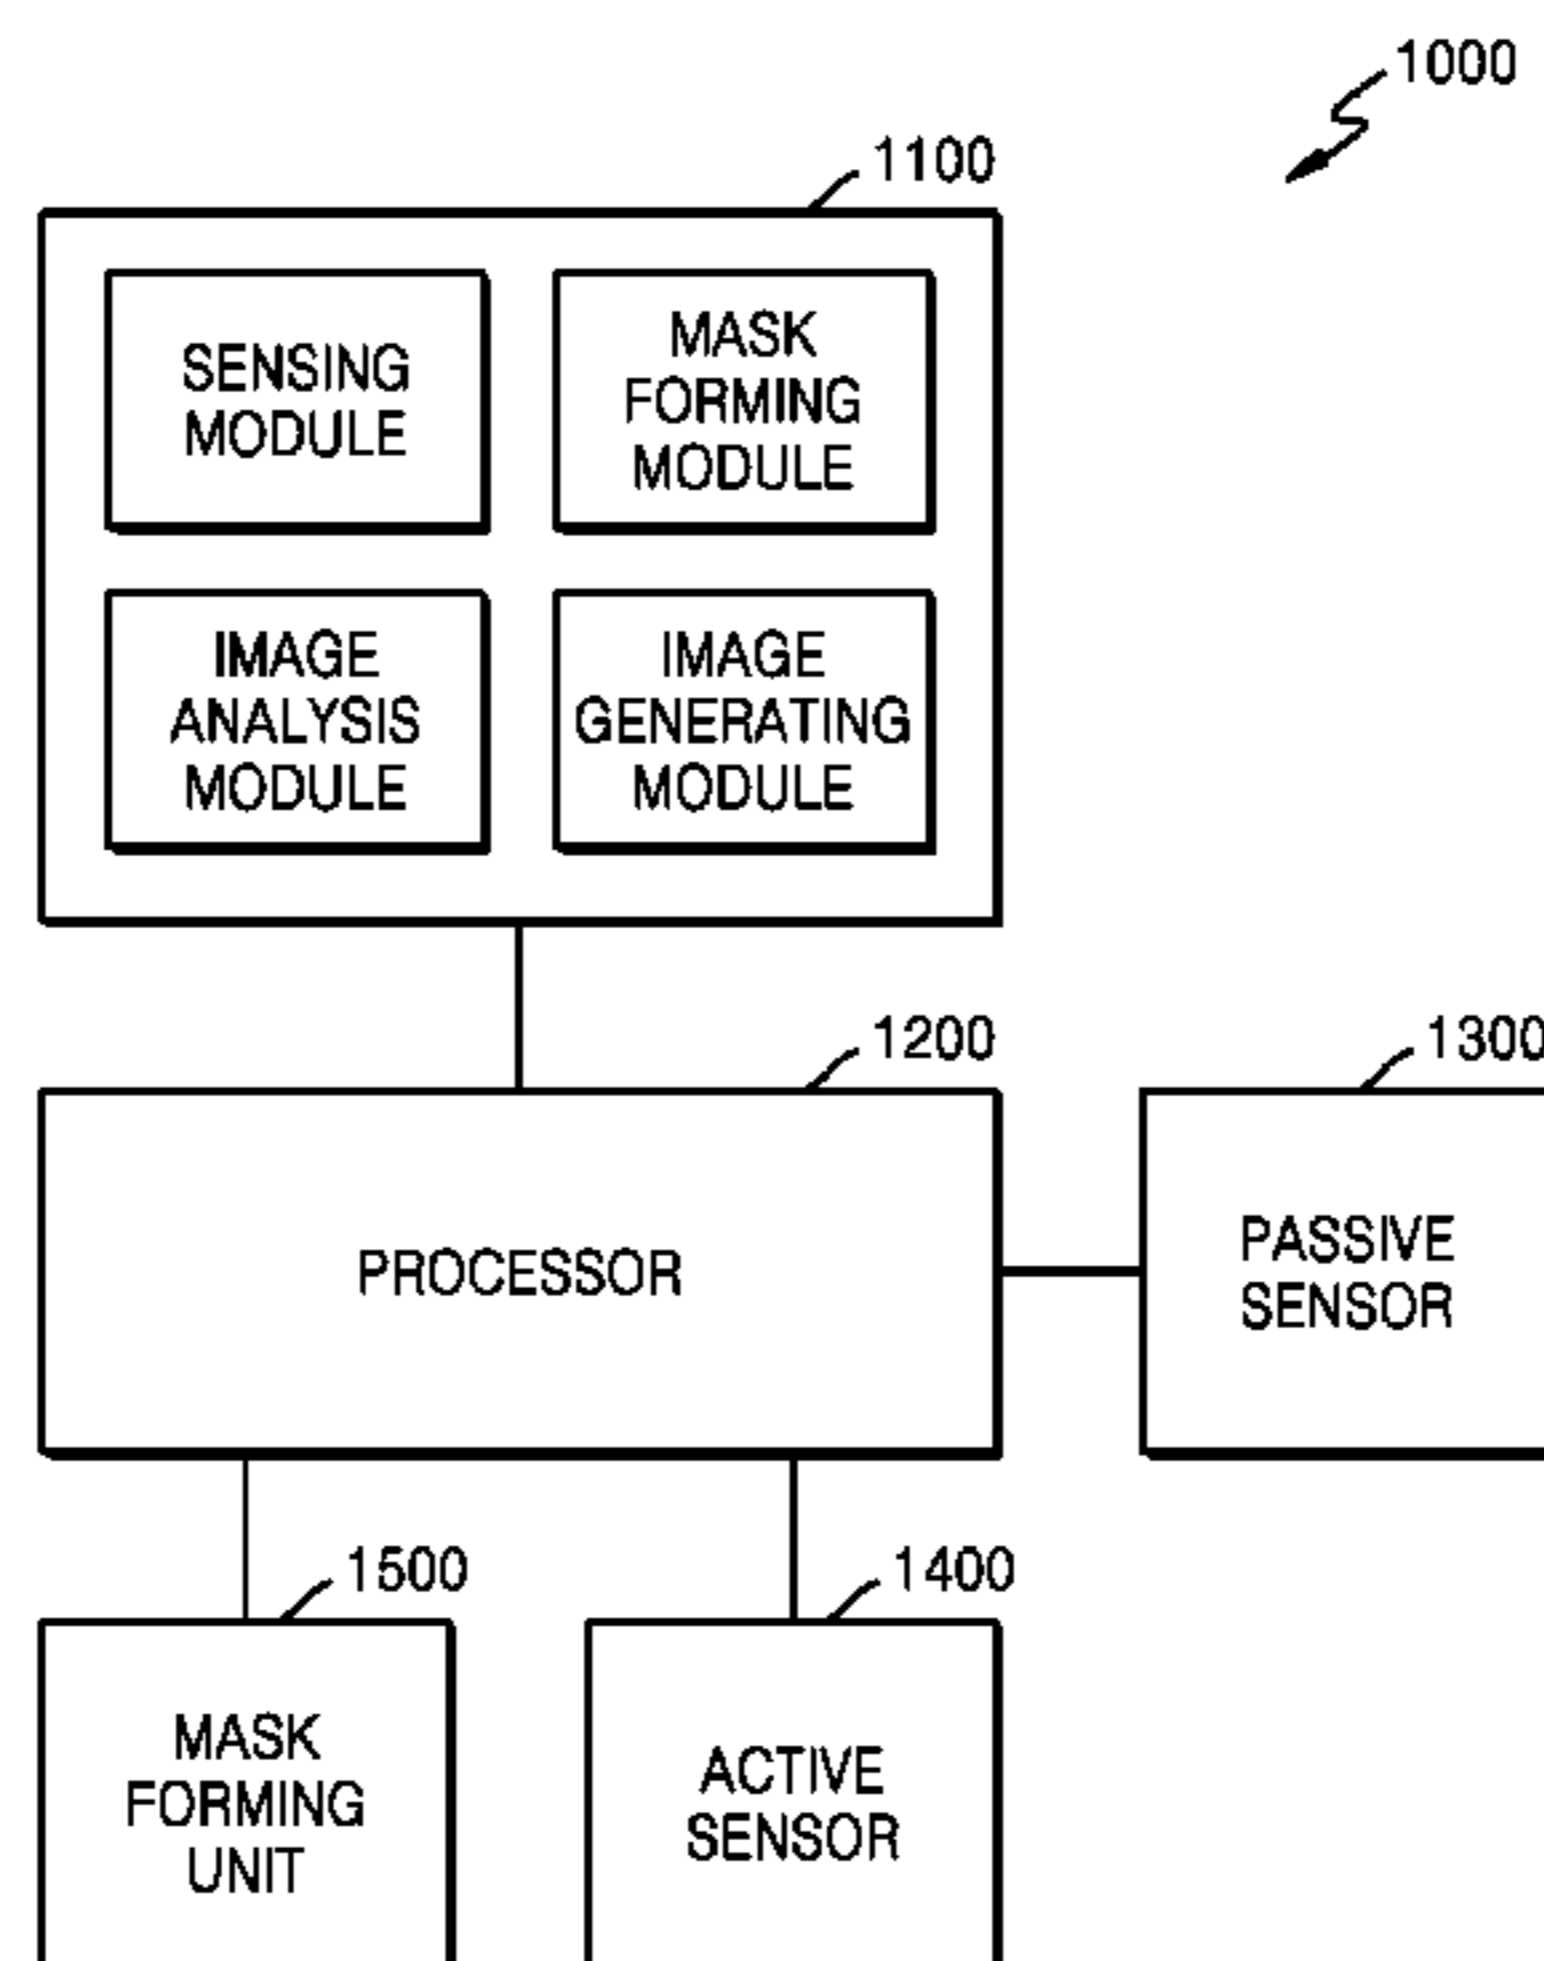 1000
1100
SENSING
MODULE
MASK
FORMING
MODULE
IMAGE
ANALYSIS
MODULE
IMAGE
GENERATING
MODULE
1200
1300
PROCESSOR
PASSIVE
SENSOR
1500
1400
MASK
FORMING
UNIT
ACTIVE
SENSOR